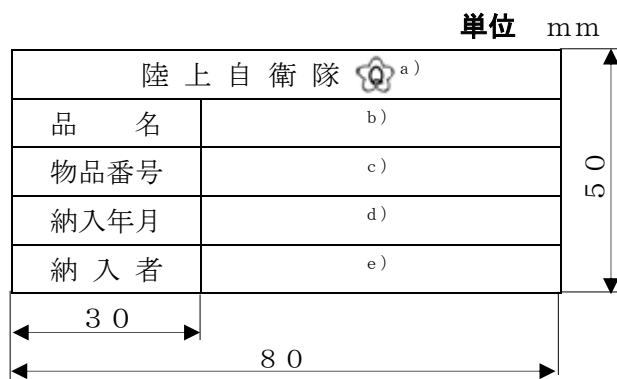 単位 mm
陸上自衛隊 Q a)
品名 b)
物品番号 c)
納入年月 d)
納入者 e)
50
30
80